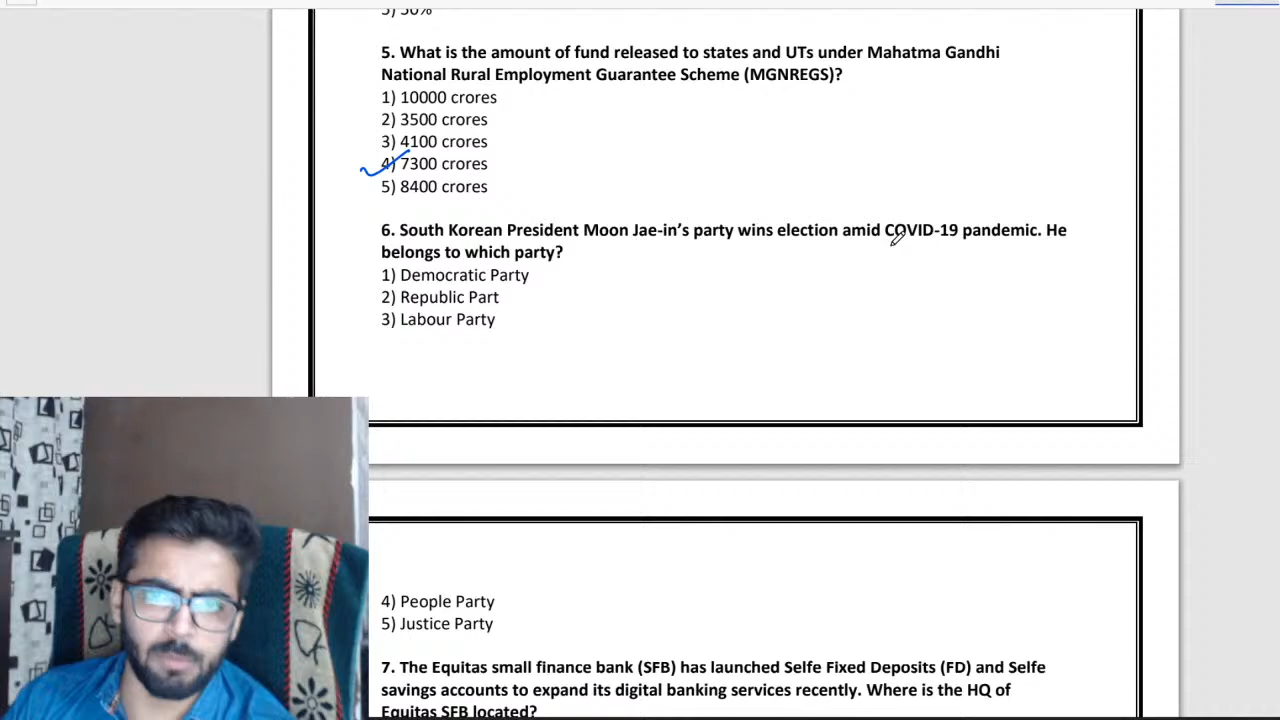 5) 50%
5. What is the amount of fund released to states and UTs under Mahatma Gandhi
National Rural Employment Guarantee Scheme (MGNREGS)?
1) 10000 crores
2) 3500 crores
3) 4100 crores
4) 7300 crores
5) 8400 crores
6. South Korean President Moon Jae-in’s party wins election amid COVID-19 pandemic. He
belongs to which party?
1) Democratic Party
2) Republic Part
3) Labour Party
4) People Party
5) Justice Party
7. The Equitas small finance bank (SFB) has launched Selfe Fixed Deposits (FD) and Selfe
savings accounts to expand its digital banking services recently. Where is the HQ of
Equitas SFB located?